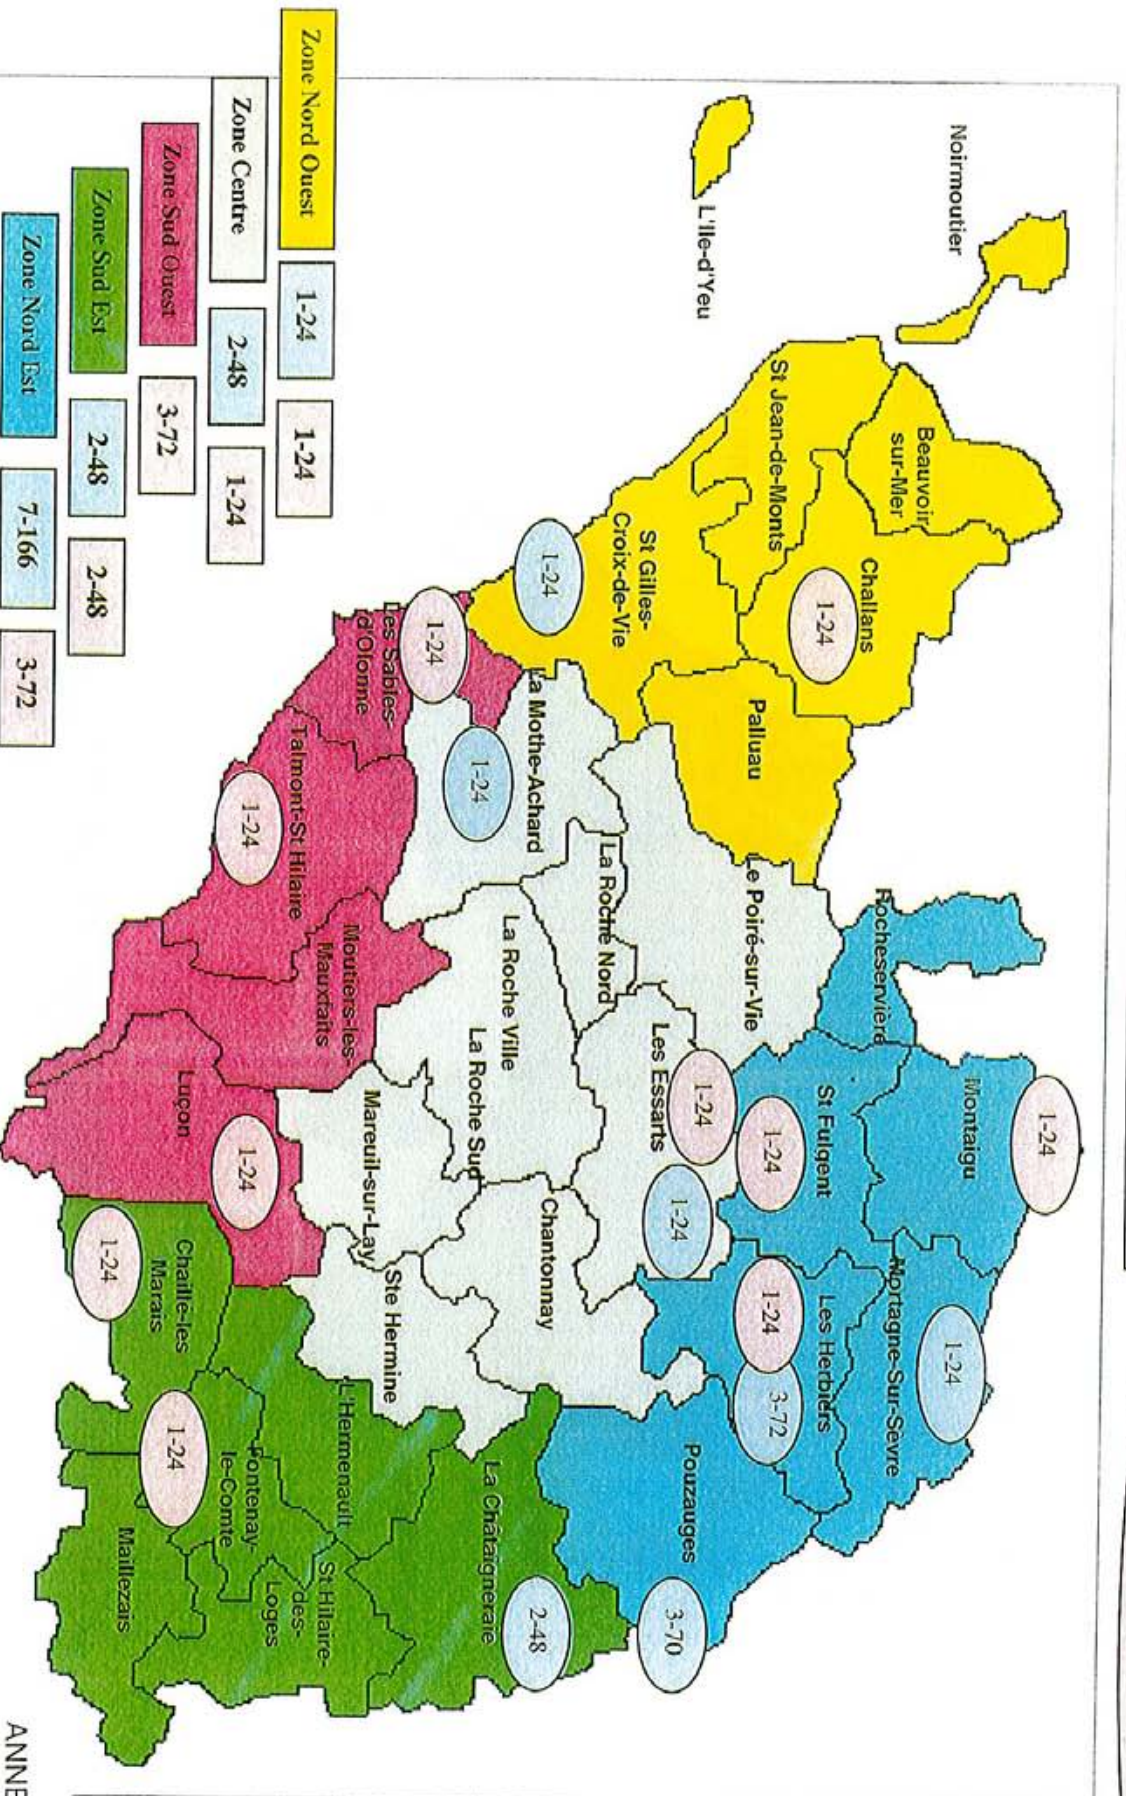 Noirmoutier
L'Ile-d'Yeu
Beauvoir
sur-Mer
St Jean-de-Monts
Challans
1-24
St Gilles-
Croix-de-Vie
1-24
Palluau
Rocheservière
Montaigu
1-24
Le Poiré-sur-Vie
St Fulgent
1-24
Mortagne-Sur-Sèvre
1-24
Les Herbiers
1-24
3-72
Pouzauges
3-70
La Mothe-Achard
1-24
La Roche Nord
Les Essarts
1-24
1-24
La Roche Ville
La Roche Sud
Chantonnay
Les Sables-
d'Olonne
1-24
Talmont-St Hilaire
1-24
Moutiers-les-
Mauxfaits
Mareuil-sur-Lay
Ste Hermine
La Châtaigneraie
2-48
Luçon
1-24
L'Hermenault
St Hilaire-
des-
Loges
Chaille-les
Marais
1-24
Fontenay-
le-Comte
1-24
Maillezais
Zone Nord Ouest
1-24
1-24
Zone Centre
2-48
1-24
Zone Sud Ouest
3-72
Zone Sud Est
2-48
2-48
Zone Nord Est
7-166
3-72